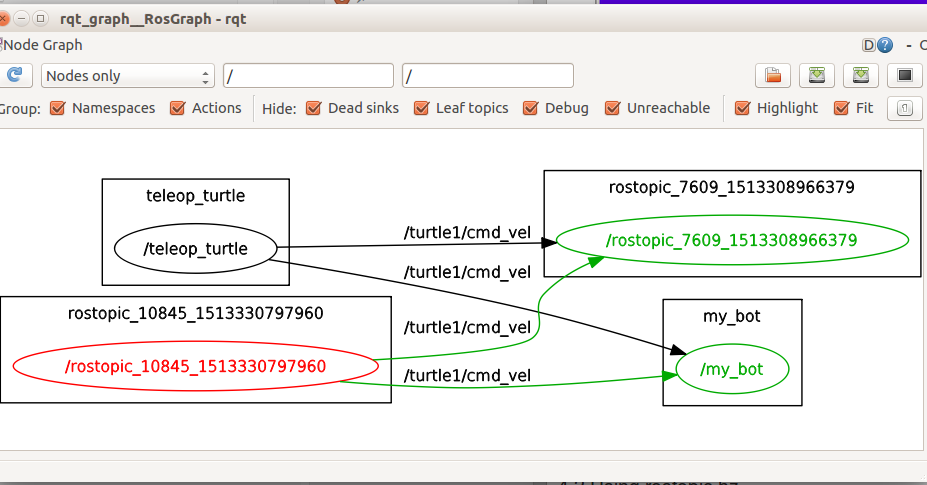 rqt_graph__RosGraph - rqt
Node Graph
D ? -
Nodes only / /
Group: Namespaces Actions Hide: Dead sinks Leaf topics Debug Unreachable Highlight Fit
teleop_turtle
/teleop_turtle
/turtle1/cmd_vel
/turtle1/cmd_vel
rostopic_7609_1513308966379
/rostopic_7609_1513308966379
rostopic_10845_1513330797960
/rostopic_10845_1513330797960
/turtle1/cmd_vel
/turtle1/cmd_vel
my_bot
/my_bot